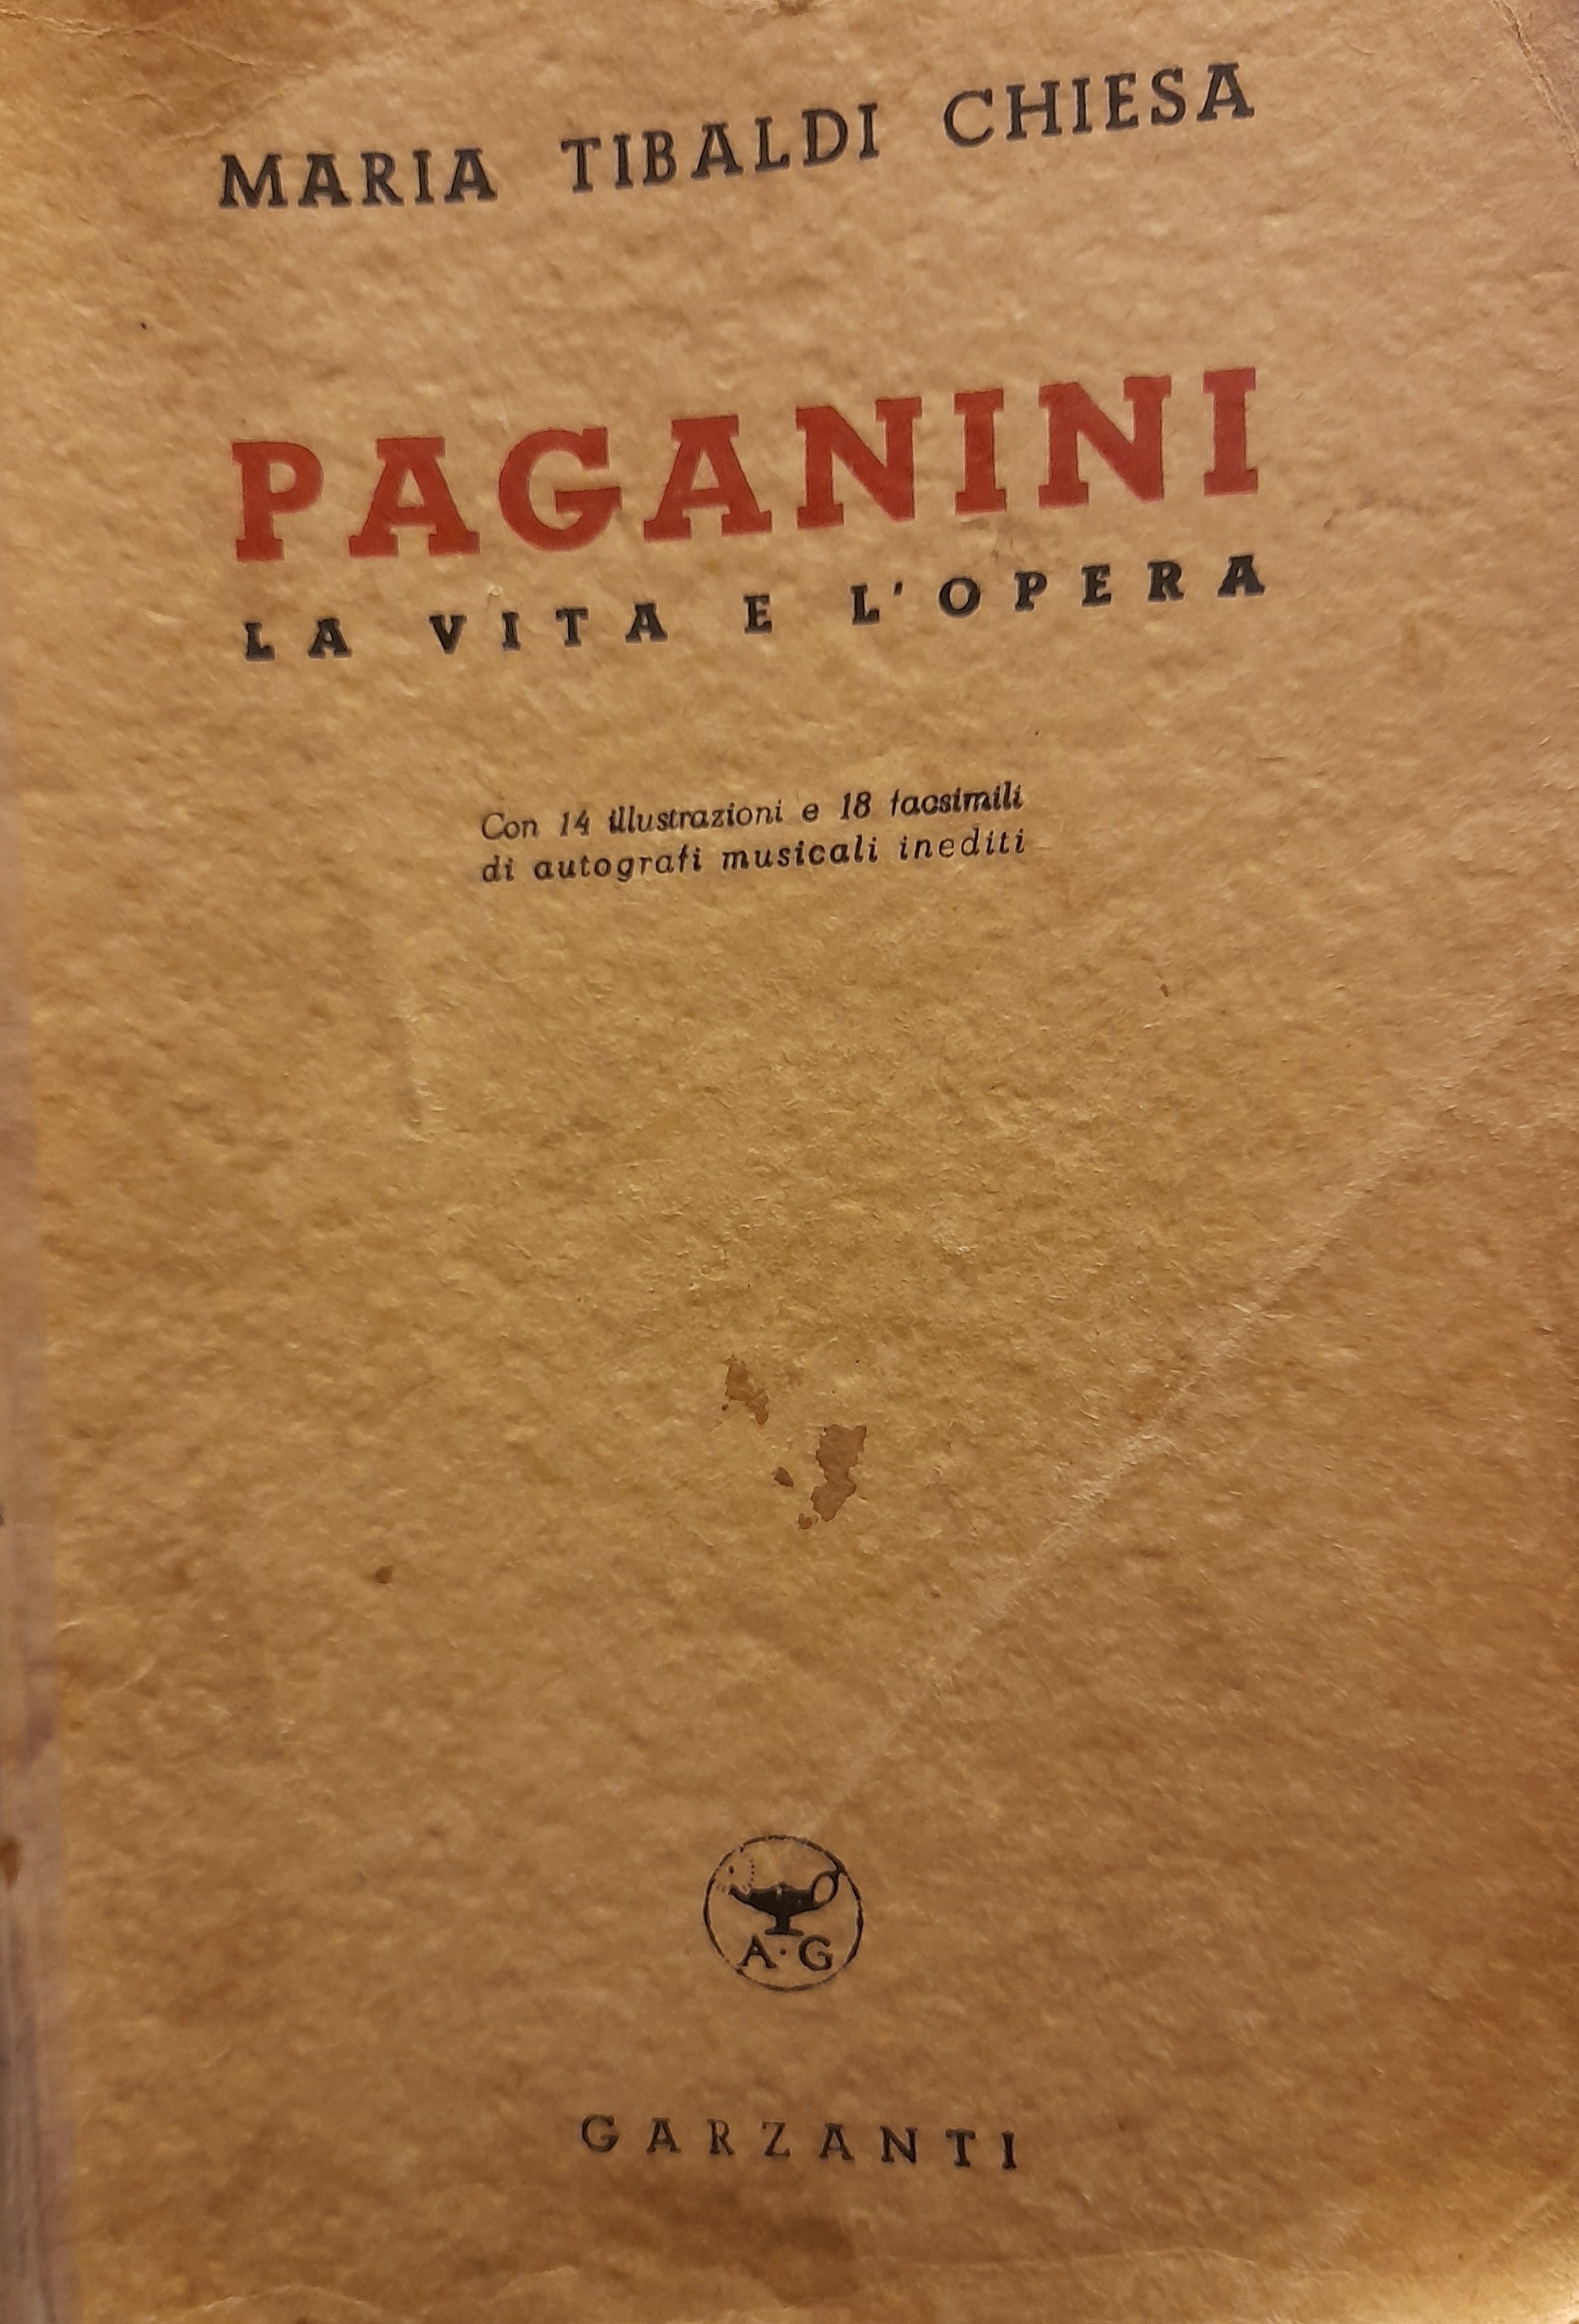 MARIA TIBALDI CHIESA
PAGANINI
LA VITA E L'OPERA
Con 14 illustrazioni e 18 facsimili
di autografi musicali inediti
A·G
GARZANTI